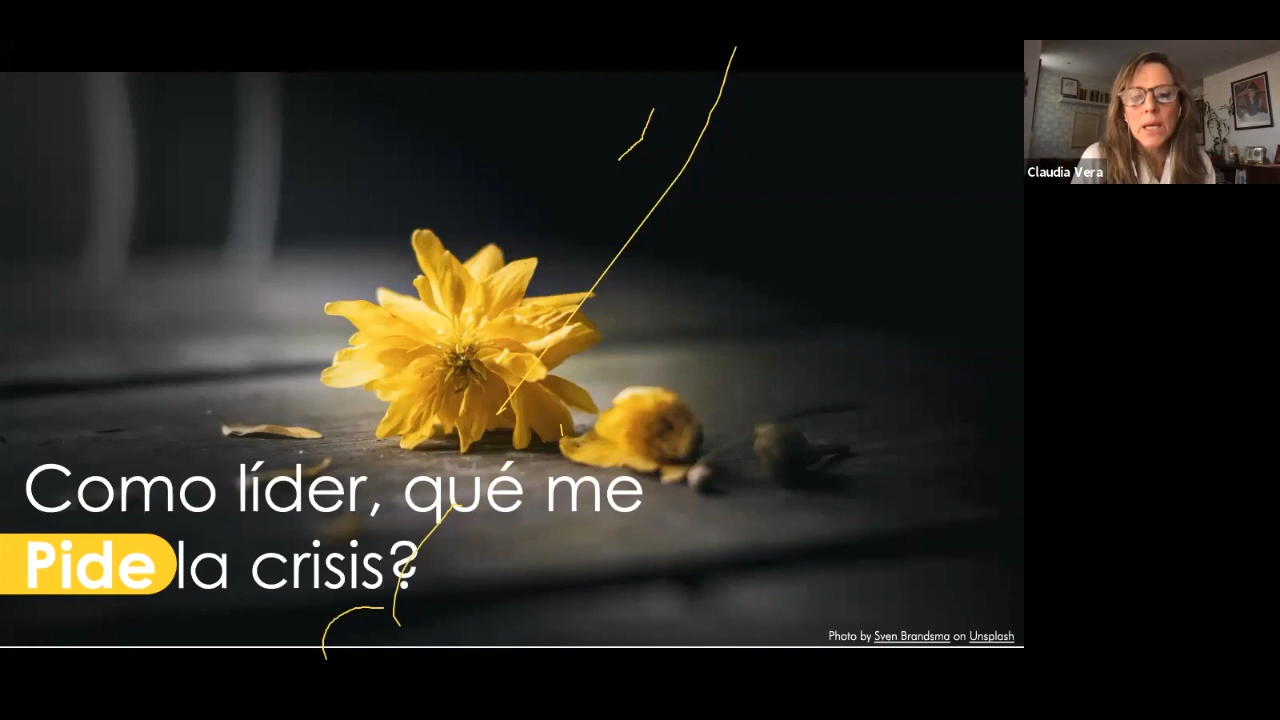 Como líder, qué me
Pide la crisis?
Photo by Sven Brandsma on Unsplash
Claudia Vera